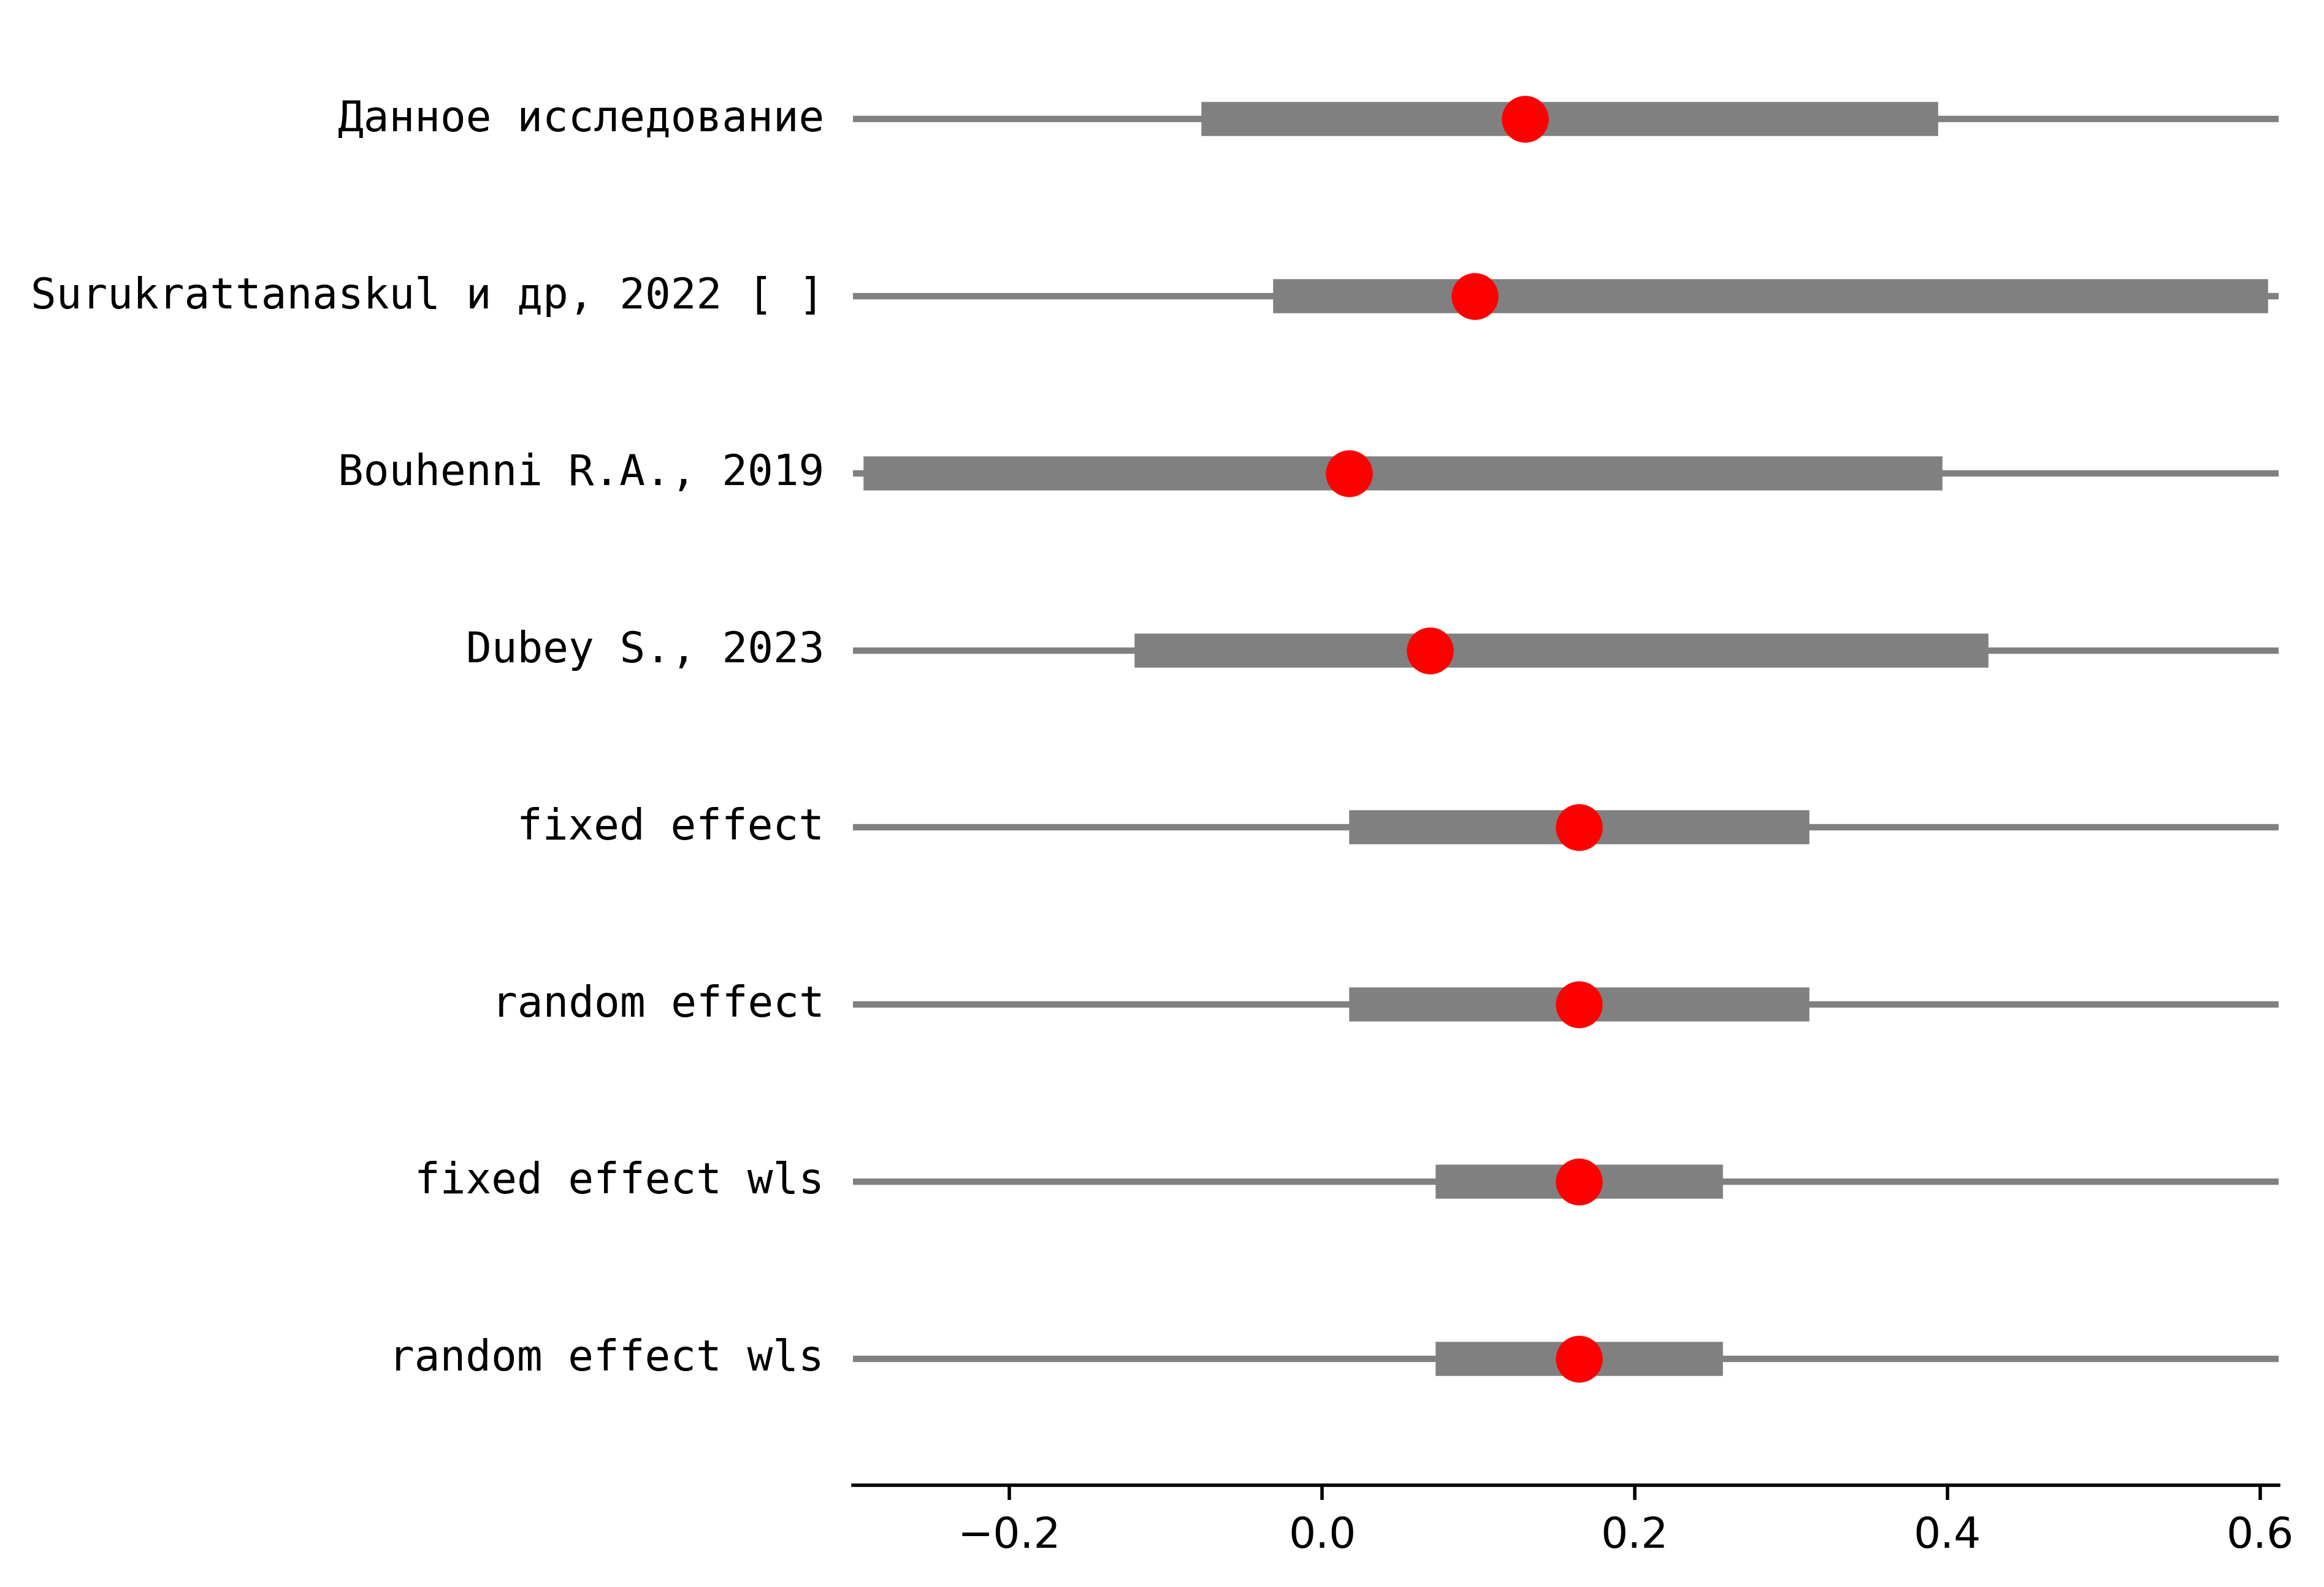 Данное исследование
Surukrattanaskul и др, 2022 [ ]
Bouhenni R.A., 2019
Dubey S., 2023
fixed effect
random effect
fixed effect wls
random effect wls
−0.2 0.0 0.2 0.4 0.6